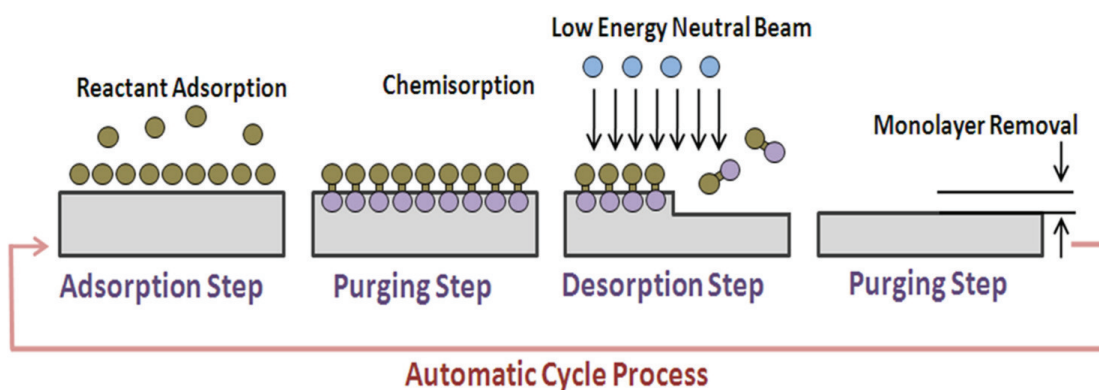 Low Energy Neutral Beam
Reactant Adsorption
Chemisorption
Monolayer Removal
Adsorption Step
Purging Step
Desorption Step
Purging Step
Automatic Cycle Process